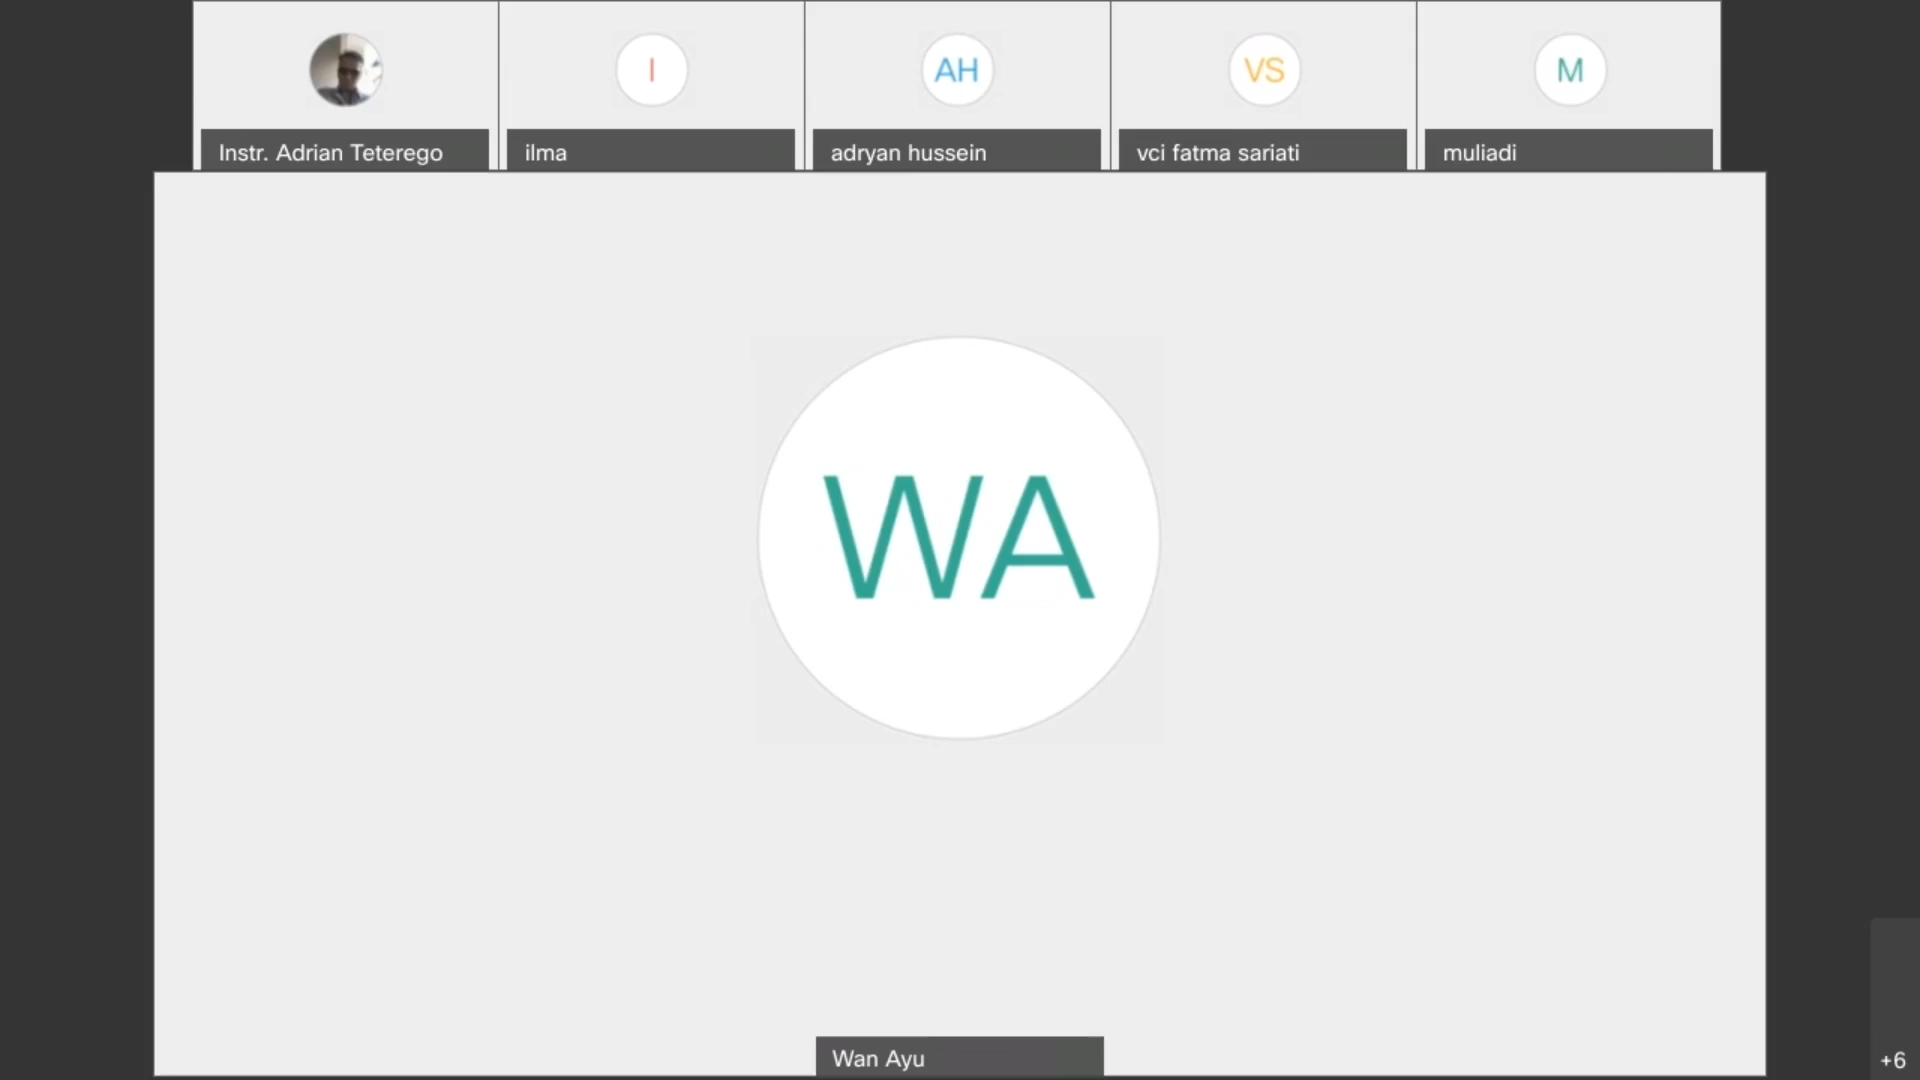 I
AH
VS
M
Instr. Adrian Teterego
ilma
adryan hussein
vci fatma sariati
muliadi
WA
Wan Ayu
+6